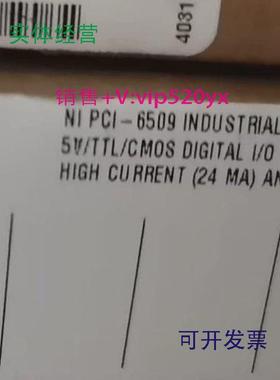 实体经营
4031
销售+V:vip520yx
NI PCI-6509 INDUSTRIAL
5V/TTL/CMOS DIGITAL I/O
HIGH CURRENT (24 MA) AN
可开发票